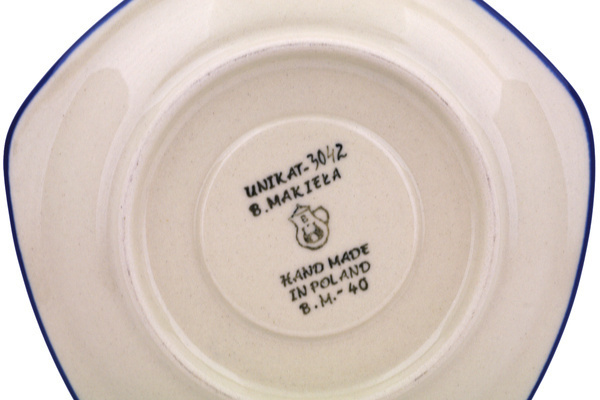 UNIKAT-3042
B.MAKIEŁA
HAND MADE
IN POLAND
B.M.-40